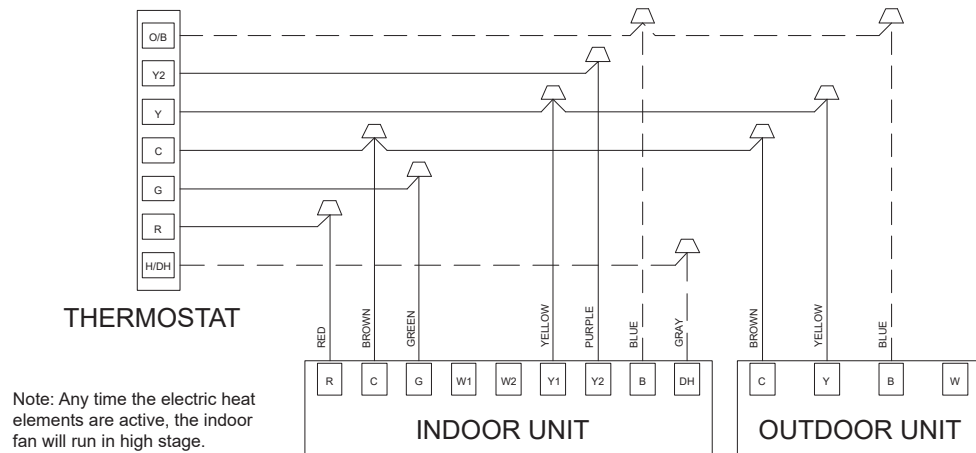 O/B
Y2
Y
C
G
R
H/DH
THERMOSTAT
RED
BROWN
GREEN
YELLOW
PURPLE
BLUE
GRAY
BROWN
YELLOW
BLUE
R C G W1 W2 Y1 Y2 B DH
C Y B W
INDOOR UNIT
OUTDOOR UNIT
Note: Any time the electric heat
elements are active, the indoor
fan will run in high stage.